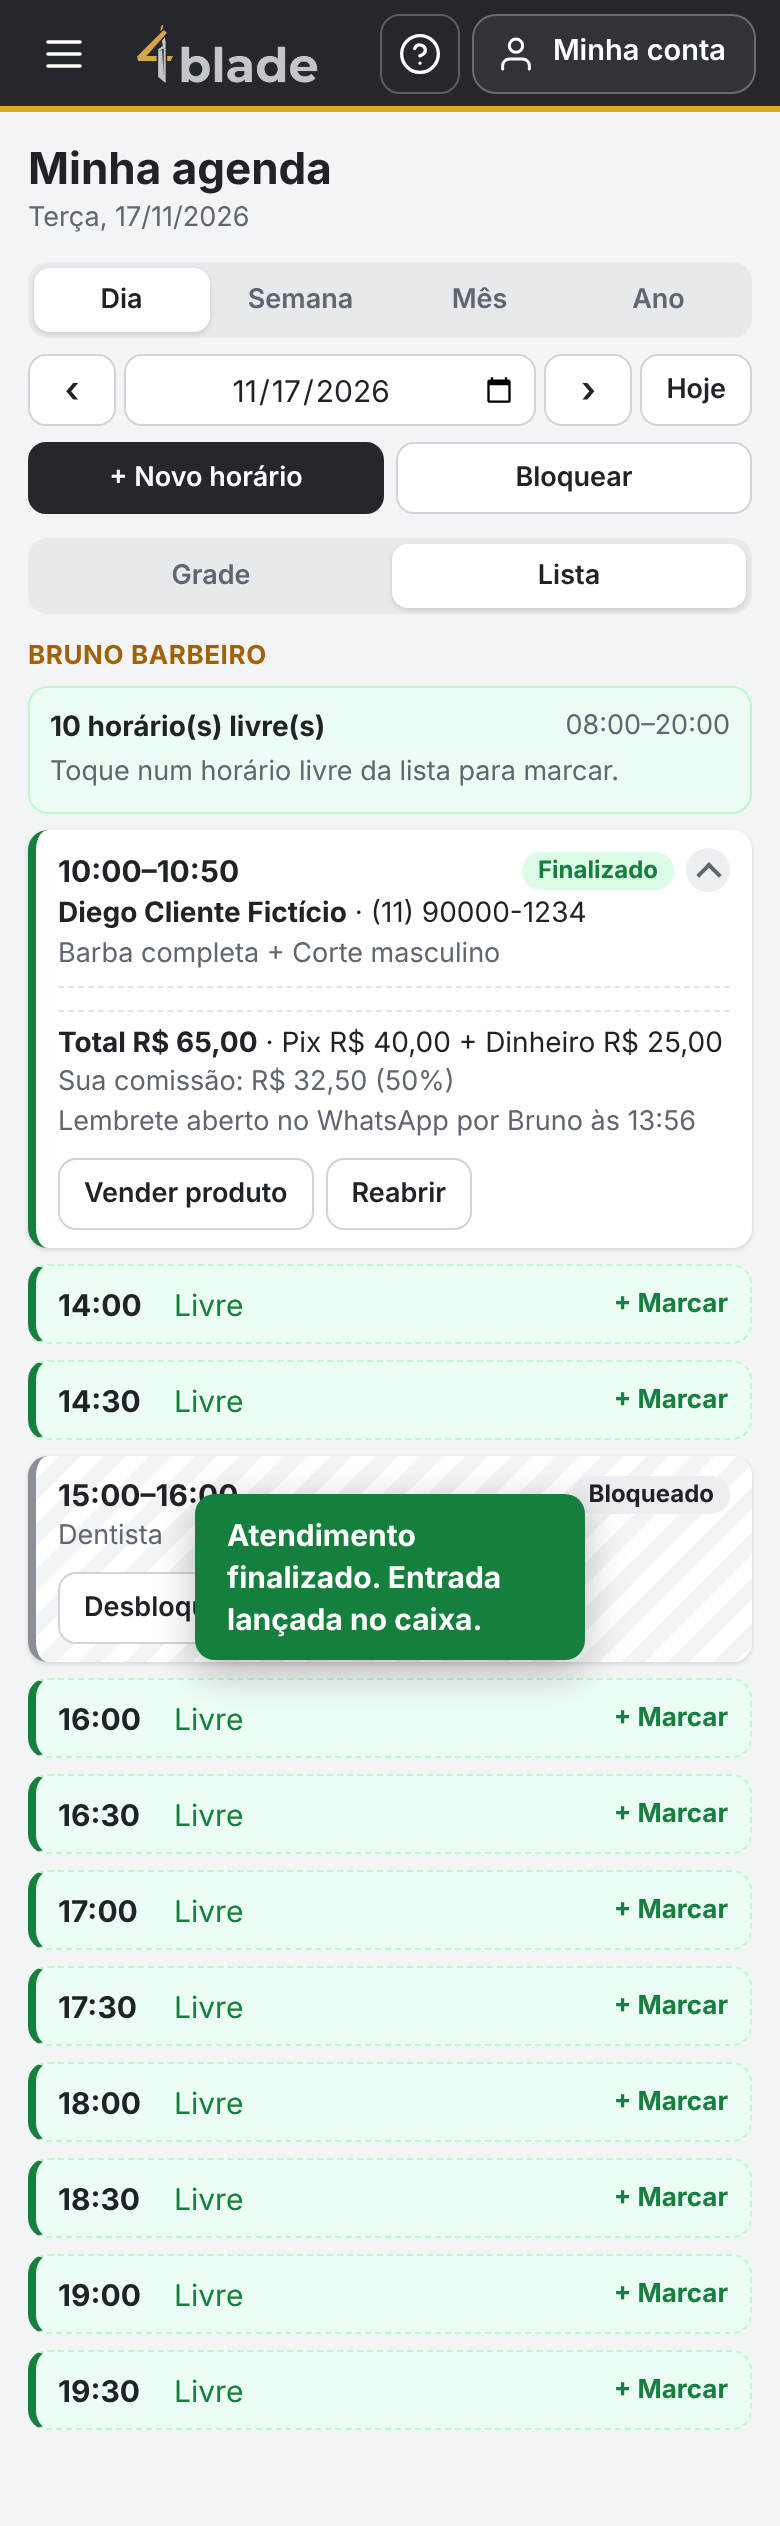 4blade
Minha conta
Minha agenda
Terça, 17/11/2026
Dia Semana Mês Ano
‹ 11/17/2026 › Hoje
+ Novo horário Bloquear
Grade Lista
BRUNO BARBEIRO
10 horário(s) livre(s) 08:00–20:00
Toque num horário livre da lista para marcar.
10:00–10:50 Finalizado
Diego Cliente Fictício · (11) 90000-1234
Barba completa + Corte masculino
Total R$ 65,00 · Pix R$ 40,00 + Dinheiro R$ 25,00
Sua comissão: R$ 32,50 (50%)
Lembrete aberto no WhatsApp por Bruno às 13:56
Vender produto Reabrir
14:00 Livre + Marcar
14:30 Livre + Marcar
15:00–16:00 Bloqueado
Dentista
Atendimento
finalizado. Entrada
lançada no caixa.
16:00 Livre + Marcar
16:30 Livre + Marcar
17:00 Livre + Marcar
17:30 Livre + Marcar
18:00 Livre + Marcar
18:30 Livre + Marcar
19:00 Livre + Marcar
19:30 Livre + Marcar